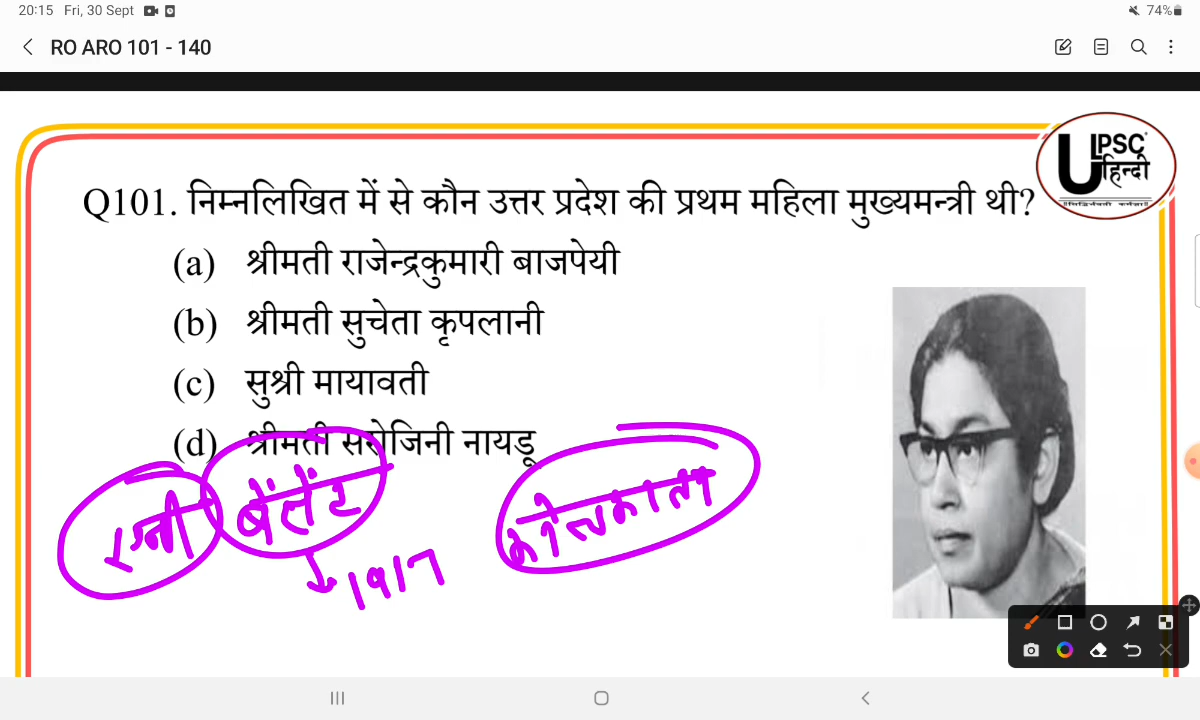 20:15 Fri, 30 Sept 74%
RO ARO 101 - 140
UPSC
हिन्दी
Q101. निम्नलिखित में से कौन उत्तर प्रदेश की प्रथम महिला मुख्यमन्त्री थी?
(a) श्रीमती राजेन्द्रकुमारी बाजपेयी
(b) श्रीमती सुचेता कृपलानी
(c) सुश्री मायावती
(d) श्रीमती सरोजिनी नायडू
एनी बेंसेंट
1917